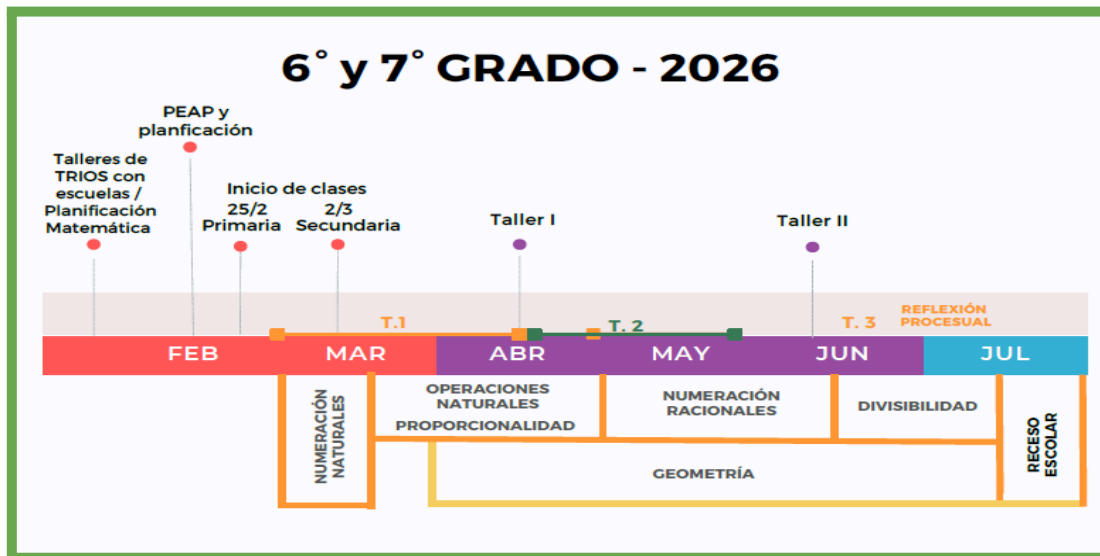 6° y 7° GRADO - 2026
PEAP y
planficación
Talleres de
TRIOS con
escuelas /
Planificación
Matemática
Inicio de clases
25/2
Primaria
2/3
Secundaria
Taller I
Taller II
T.1
T. 2
T. 3
REFLEXIÓN
PROCESUAL
FEB
MAR
ABR
MAY
JUN
JUL
NUMERACIÓN
NATURALES
OPERACIONES
NATURALES
PROPORCIONALIDAD
NUMERACIÓN
RACIONALES
DIVISIBILIDAD
GEOMETRÍA
RECESO
ESCOLAR